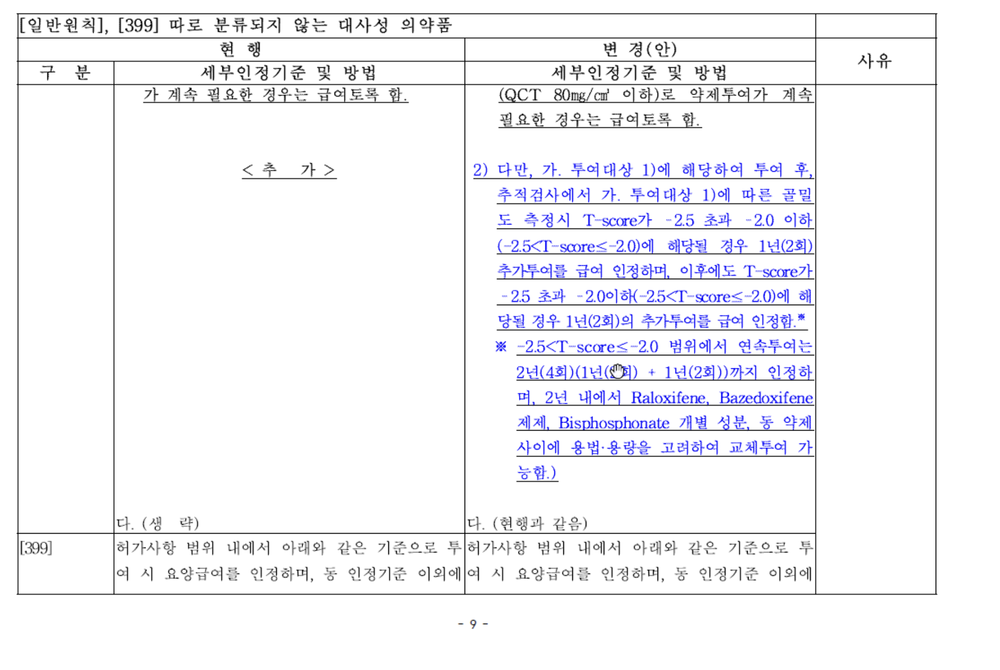 [일반원칙], [399] 따로 분류되지 않는 대사성 의약품
현 행
변 경(안)
사유
구 분
세부인정기준 및 방법
세부인정기준 및 방법
가 계속 필요한 경우는 급여토록 함.
< 추 가 >
다. (생 략)
(QCT 80㎎/㎤ 이하)로 약제투여가 계속
필요한 경우는 급여토록 함.
2) 다만, 가. 투여대상 1)에 해당하여 투여 후,
추적검사에서 가. 투여대상 1)에 따른 골밀
도 측정시 T-score가 -2.5 초과 -2.0 이하
(-2.5<T-score≤-2.0)에 해당될 경우 1년(2회)
추가투여를 급여 인정하며, 이후에도 T-score가
-2.5 초과 -2.0이하(-2.5<T-score≤-2.0)에 해
당될 경우 1년(2회)의 추가투여를 급여 인정함.※
※ -2.5<T-score≤-2.0 범위에서 연속투여는
2년(4회)(1년(2회) + 1년(2회))까지 인정하
며, 2년 내에서 Raloxifene, Bazedoxifene
제제, Bisphosphonate 개별 성분, 동 약제
사이에 용법·용량을 고려하여 교체투여 가
능함.)
다. (현행과 같음)
[399]
허가사항 범위 내에서 아래와 같은 기준으로 투
여 시 요양급여를 인정하며, 동 인정기준 이외에
허가사항 범위 내에서 아래와 같은 기준으로 투
여 시 요양급여를 인정하며, 동 인정기준 이외에
- 9 -